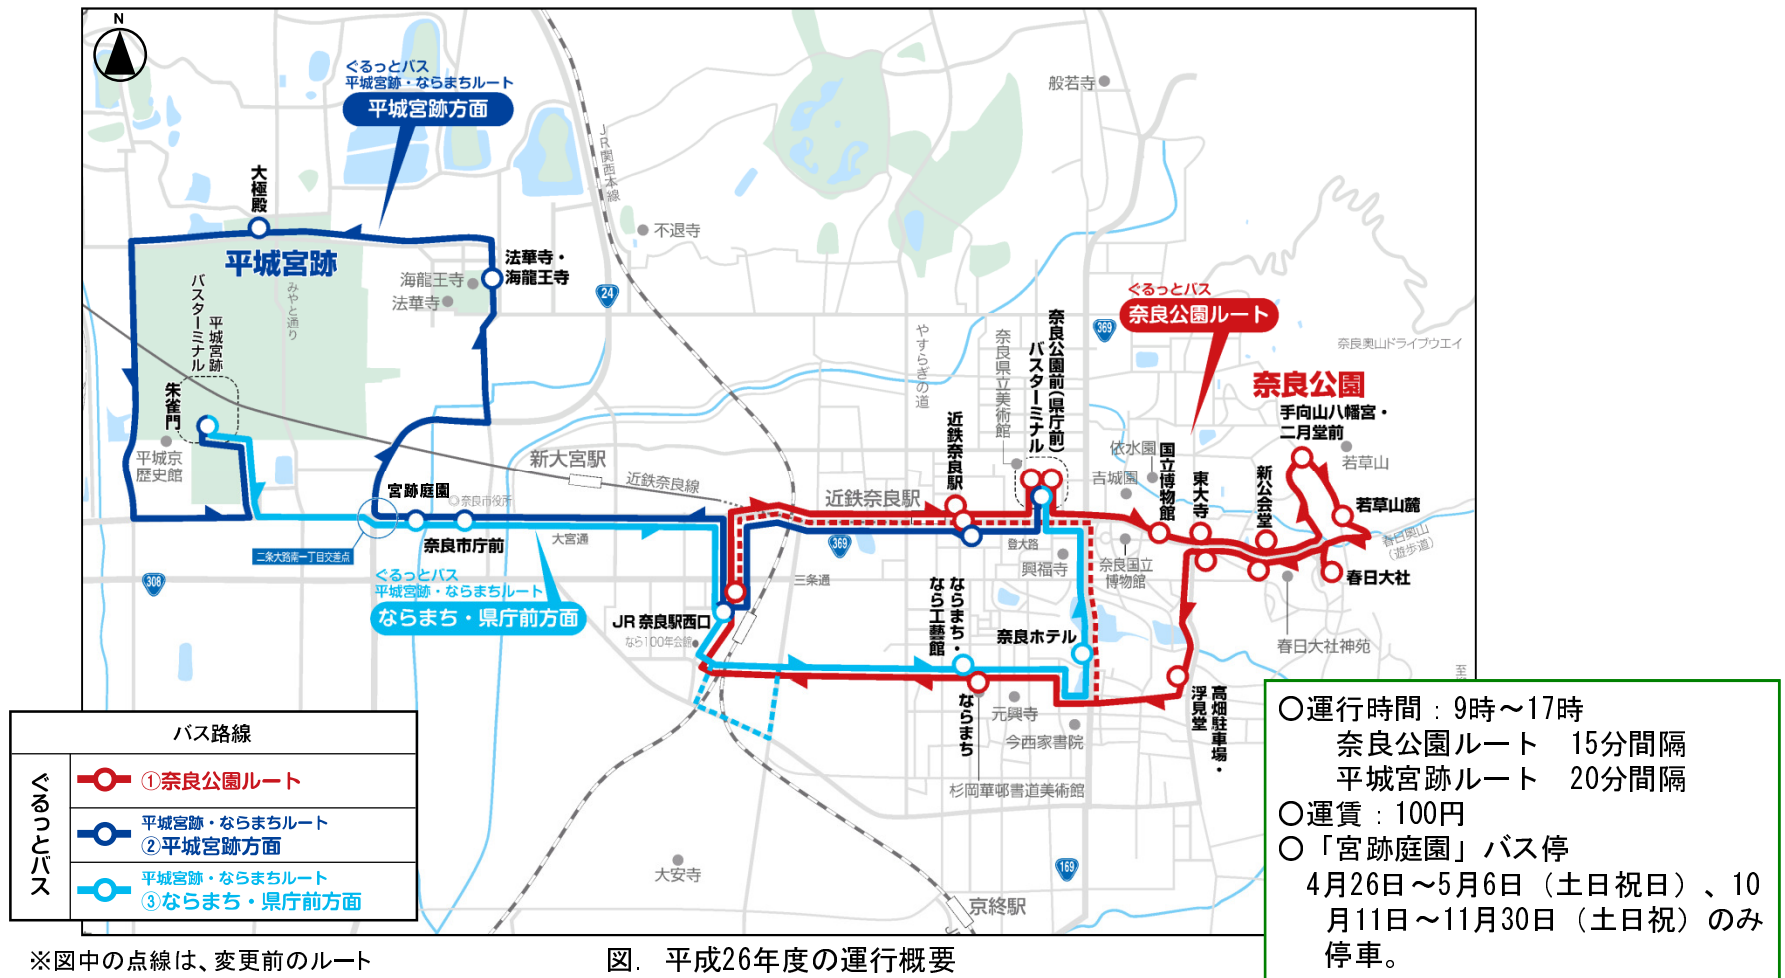 N
ぐるっとバス
平城宮跡・ならまちルート
平城宮跡方面
般若寺
JR関西本線
大極殿
不退寺
平城宮跡
法華寺・
海龍王寺
海龍王寺
法華寺
24
みやと通り
平城宮跡
バスターミナル
朱雀門
平城京
歴史館
ぐるっとバス
奈良公園ルート
369
奈良奥山ドライブウエイ
やすらぎの道
奈良県立美術館
奈良公園前(県庁前)
バスターミナル
奈良公園
手向山八幡宮・
二月堂前
若草山
依水園
吉城園
国立博物館
東大寺
新公会堂
若草山麓
春日奥山
(遊歩道)
新大宮駅
近鉄奈良線
近鉄奈良駅
近鉄奈良駅
宮跡庭園
奈良市役所
奈良市庁前
大宮通
369
登大路
興福寺
奈良国立
博物館
春日大社
二条大路南一丁目交差点
308
ぐるっとバス
平城宮跡・ならまちルート
ならまち・県庁前方面
三条通
JR 奈良駅西口
なら100年会館
ならまち・
なら工藝館
奈良ホテル
春日大社神苑
高畑駐車場・
浮見堂
ならまち
元興寺
今西家書院
杉岡華邨書道美術館
大安寺
京終駅
169
バス路線
ぐるっとバス
①奈良公園ルート
平城宮跡・ならまちルート
②平城宮跡方面
平城宮跡・ならまちルート
③ならまち・県庁前方面
○運行時間：9時～17時
奈良公園ルート　15分間隔
平城宮跡ルート　20分間隔
○運賃：100円
○「宮跡庭園」バス停
4月26日～5月6日（土日祝日）、10
月11日～11月30日（土日祝）のみ
停車。
※図中の点線は、変更前のルート
図. 平成26年度の運行概要